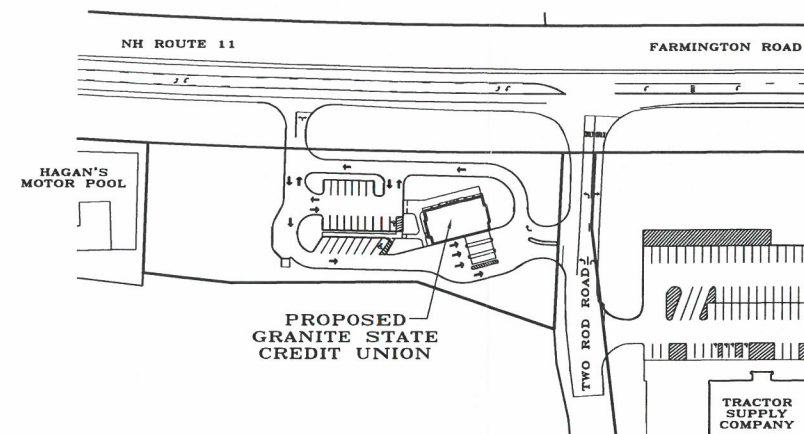 NH ROUTE 11
FARMINGTON ROAD
HAGAN'S
MOTOR POOL
PROPOSED
GRANITE STATE
CREDIT UNION
TWO ROD ROAD
TRACTOR
SUPPLY
COMPANY